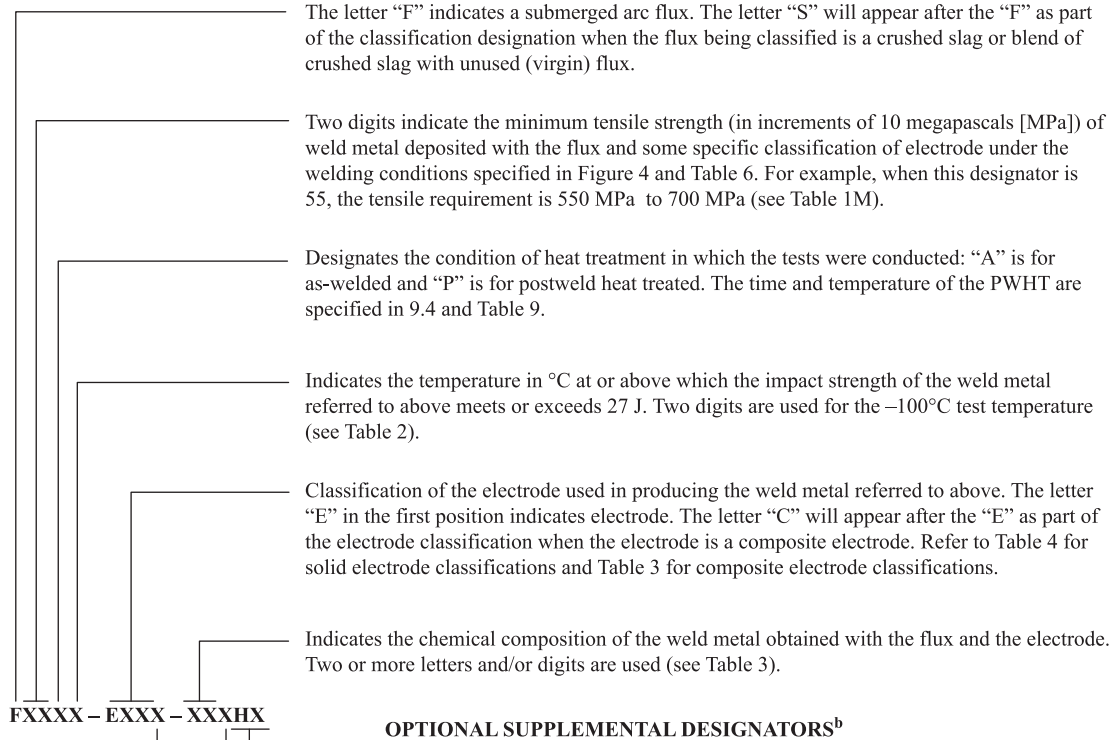 The letter “F” indicates a submerged arc flux. The letter “S” will appear after the “F” as part
of the classification designation when the flux being classified is a crushed slag or blend of
crushed slag with unused (virgin) flux.
Two digits indicate the minimum tensile strength (in increments of 10 megapascals [MPa]) of
weld metal deposited with the flux and some specific classification of electrode under the
welding conditions specified in Figure 4 and Table 6. For example, when this designator is
55, the tensile requirement is 550 MPa to 700 MPa (see Table 1M).
Designates the condition of heat treatment in which the tests were conducted: “A” is for
as-welded and “P” is for postweld heat treated. The time and temperature of the PWHT are
specified in 9.4 and Table 9.
Indicates the temperature in °C at or above which the impact strength of the weld metal
referred to above meets or exceeds 27 J. Two digits are used for the –100°C test temperature
(see Table 2).
Classification of the electrode used in producing the weld metal referred to above. The letter
“E” in the first position indicates electrode. The letter “C” will appear after the “E” as part of
the electrode classification when the electrode is a composite electrode. Refer to Table 4 for
solid electrode classifications and Table 3 for composite electrode classifications.
Indicates the chemical composition of the weld metal obtained with the flux and the electrode.
Two or more letters and/or digits are used (see Table 3).
FXXXX – EXXX – XXXHX
OPTIONAL SUPPLEMENTAL DESIGNATORSb